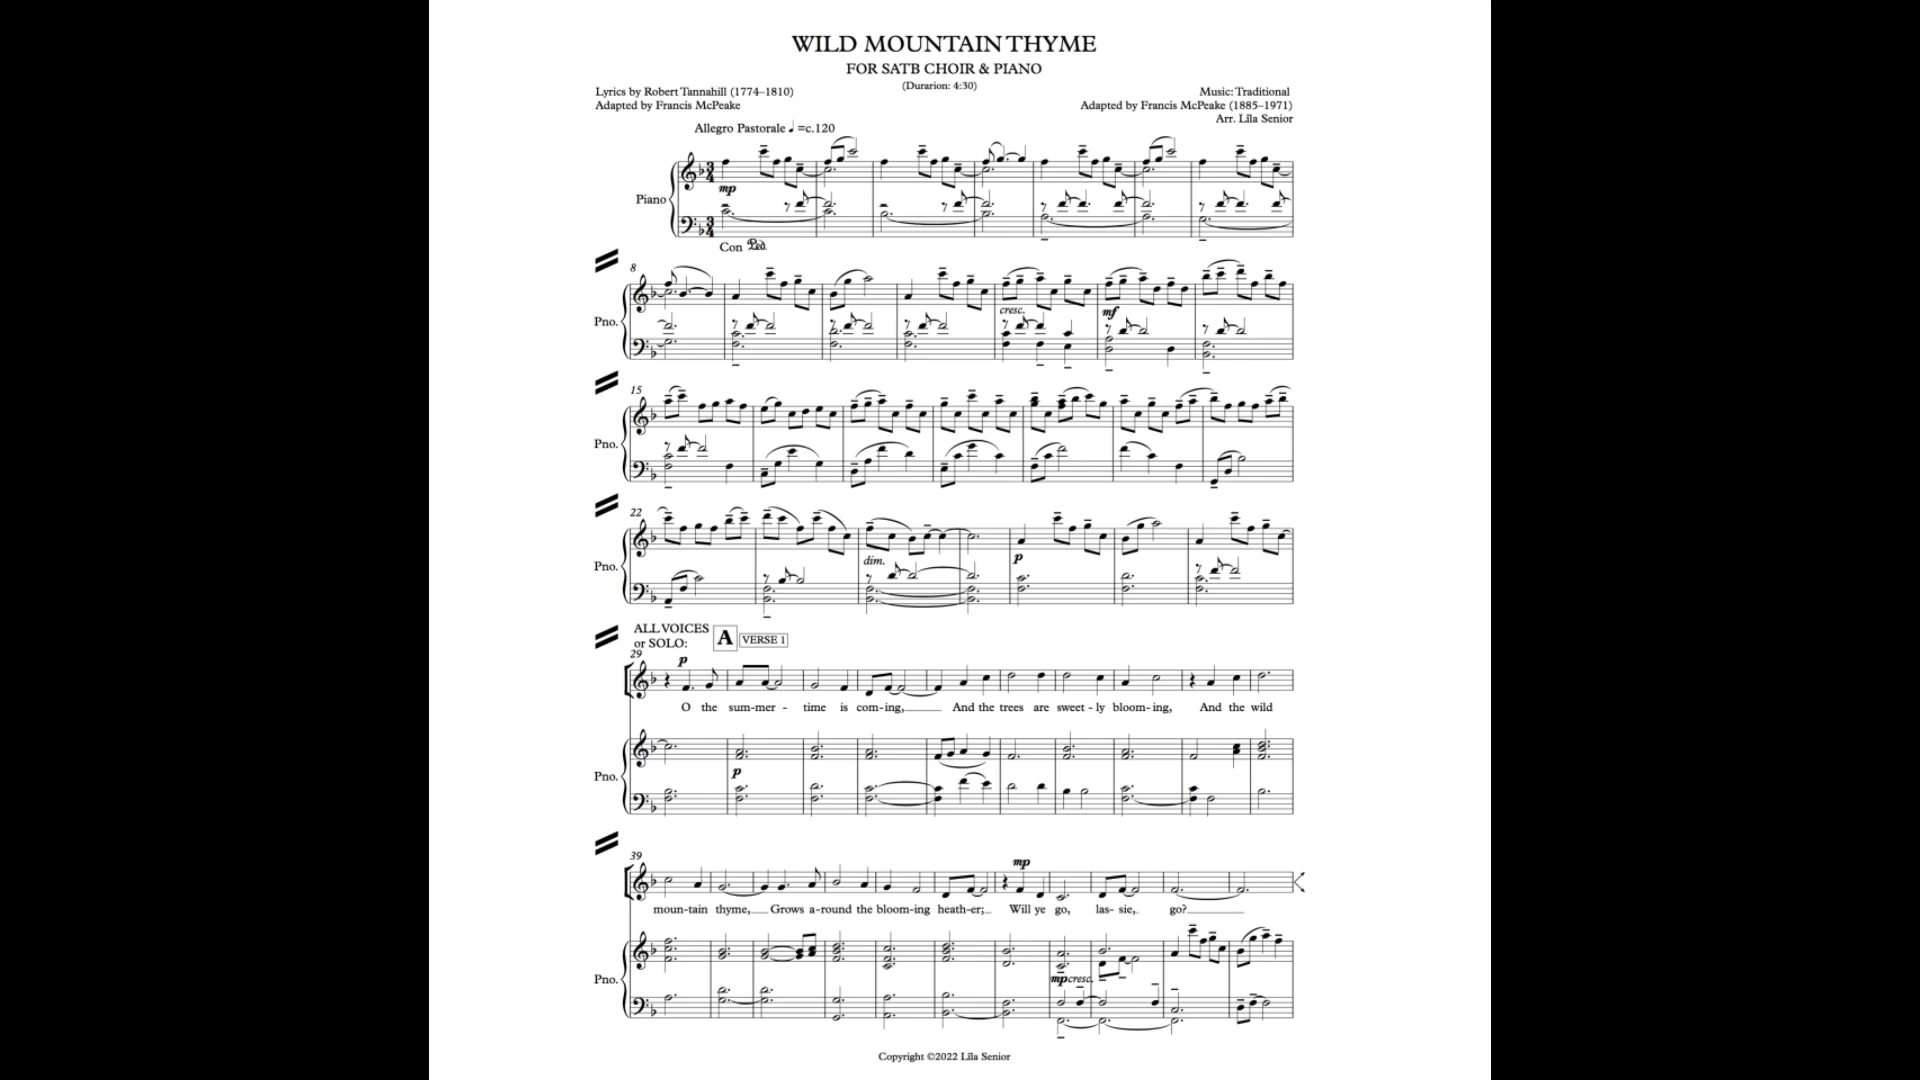 WILD MOUNTAIN THYME
FOR SATB CHOIR & PIANO
(Durarion: 4:30)
Lyrics by Robert Tannahill (1774–1810)
Adapted by Francis McPeake
Music: Traditional
Adapted by Francis McPeake (1885–1971)
Arr. Lila Senior
Allegro Pastorale ♩=c.120
Piano
mp
Con Ped.
8
Pno.
cresc.
mf
15
Pno.
22
Pno.
dim.
p
ALL VOICES
or SOLO:
A
VERSE 1
29
p
O the sum-mer - time is com-ing, And the trees are sweet-ly bloom-ing, And the wild
Pno.
p
39
mp
moun-tain thyme, Grows a-round the bloom-ing heath-er; Will ye go, las- sie, go?
Pno.
mp cresc.
Copyright ©2022 Lila Senior